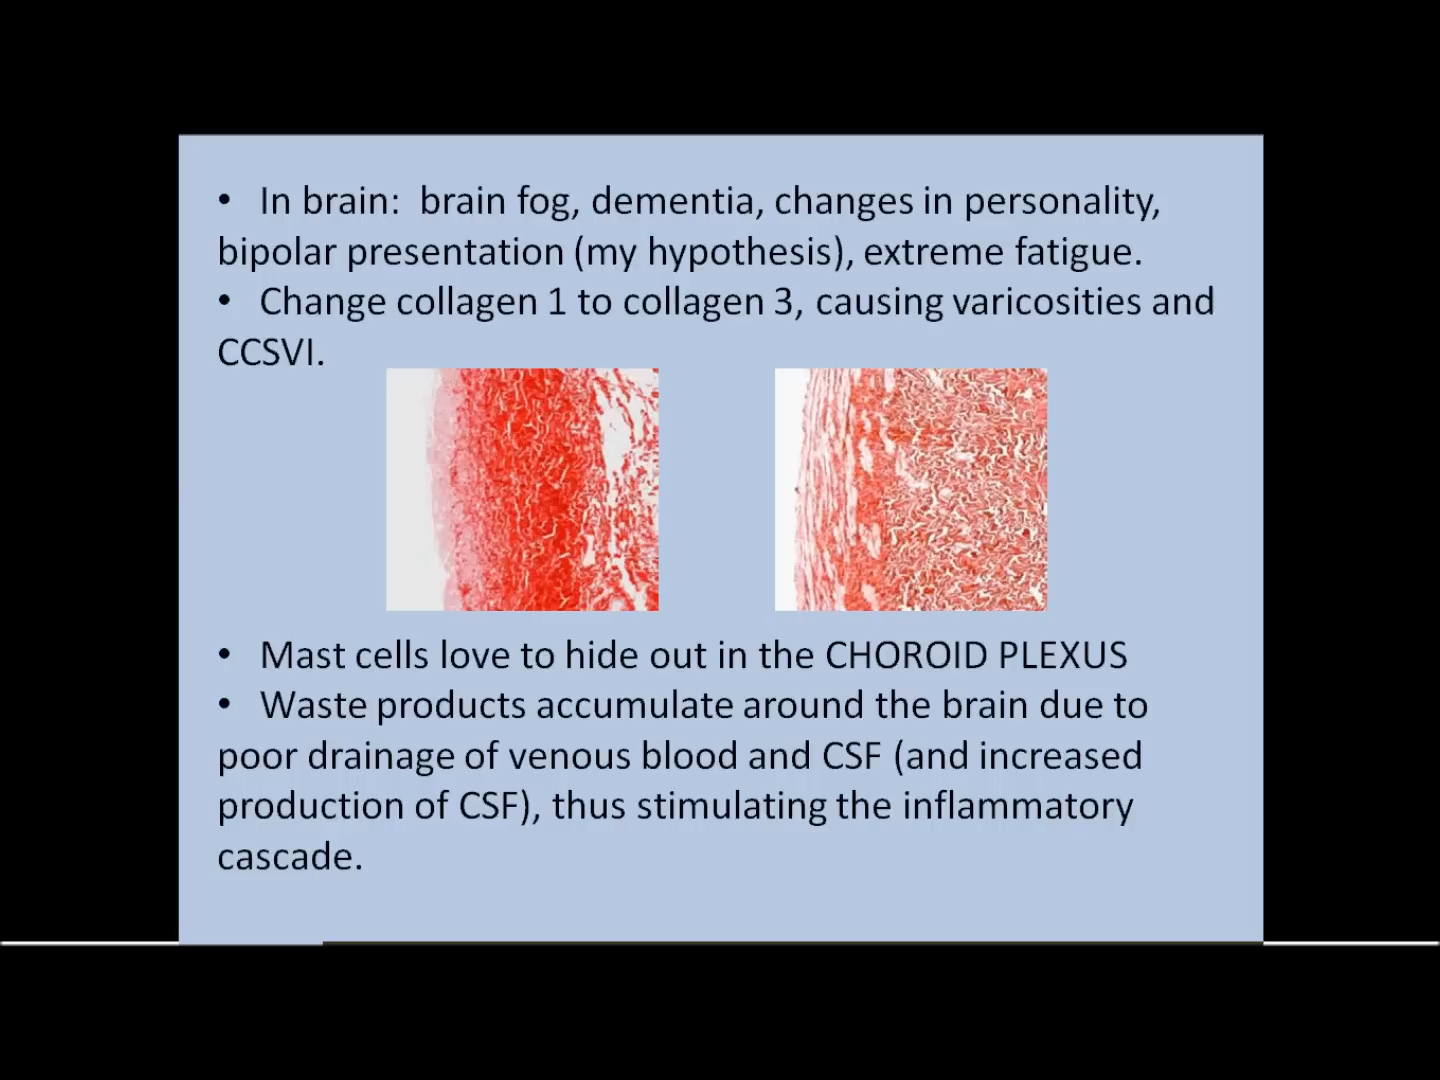 • In brain: brain fog, dementia, changes in personality,
bipolar presentation (my hypothesis), extreme fatigue.
• Change collagen 1 to collagen 3, causing varicosities and
CCSVI.
• Mast cells love to hide out in the CHOROID PLEXUS
• Waste products accumulate around the brain due to
poor drainage of venous blood and CSF (and increased
production of CSF), thus stimulating the inflammatory
cascade.